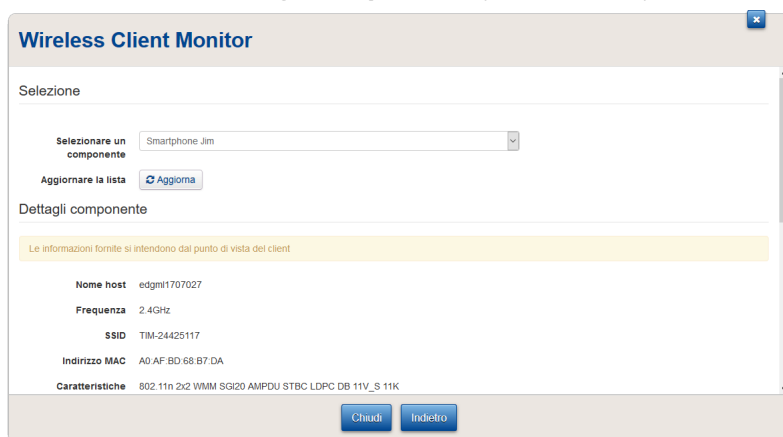 x
Wireless Client Monitor
Selezione
Selezionare un
componente
Smartphone Jim
Aggiornare la lista
Aggiorna
Dettagli componente
Le informazioni fornite si intendono dal punto di vista del client
Nome host edgml1707027
Frequenza 2.4GHz
SSID TIM-24425117
Indirizzo MAC A0:AF:BD:68:B7:DA
Caratteristiche 802.11n 2x2 WMM SGI20 AMPDU STBC LDPC DB 11V_S 11K
Chiudi Indietro